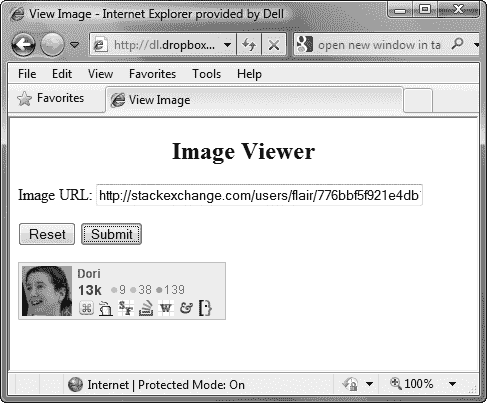 View Image - Internet Explorer provided by Dell
http://dl.dropbox...
open new window in ta
File Edit View Favorites Tools Help
Favorites
View Image
Image Viewer
Image URL: http://stackexchange.com/users/flair/776bbf5f921e4db
Reset Submit
Dori
13k 9 38 139
Internet | Protected Mode: On
100%